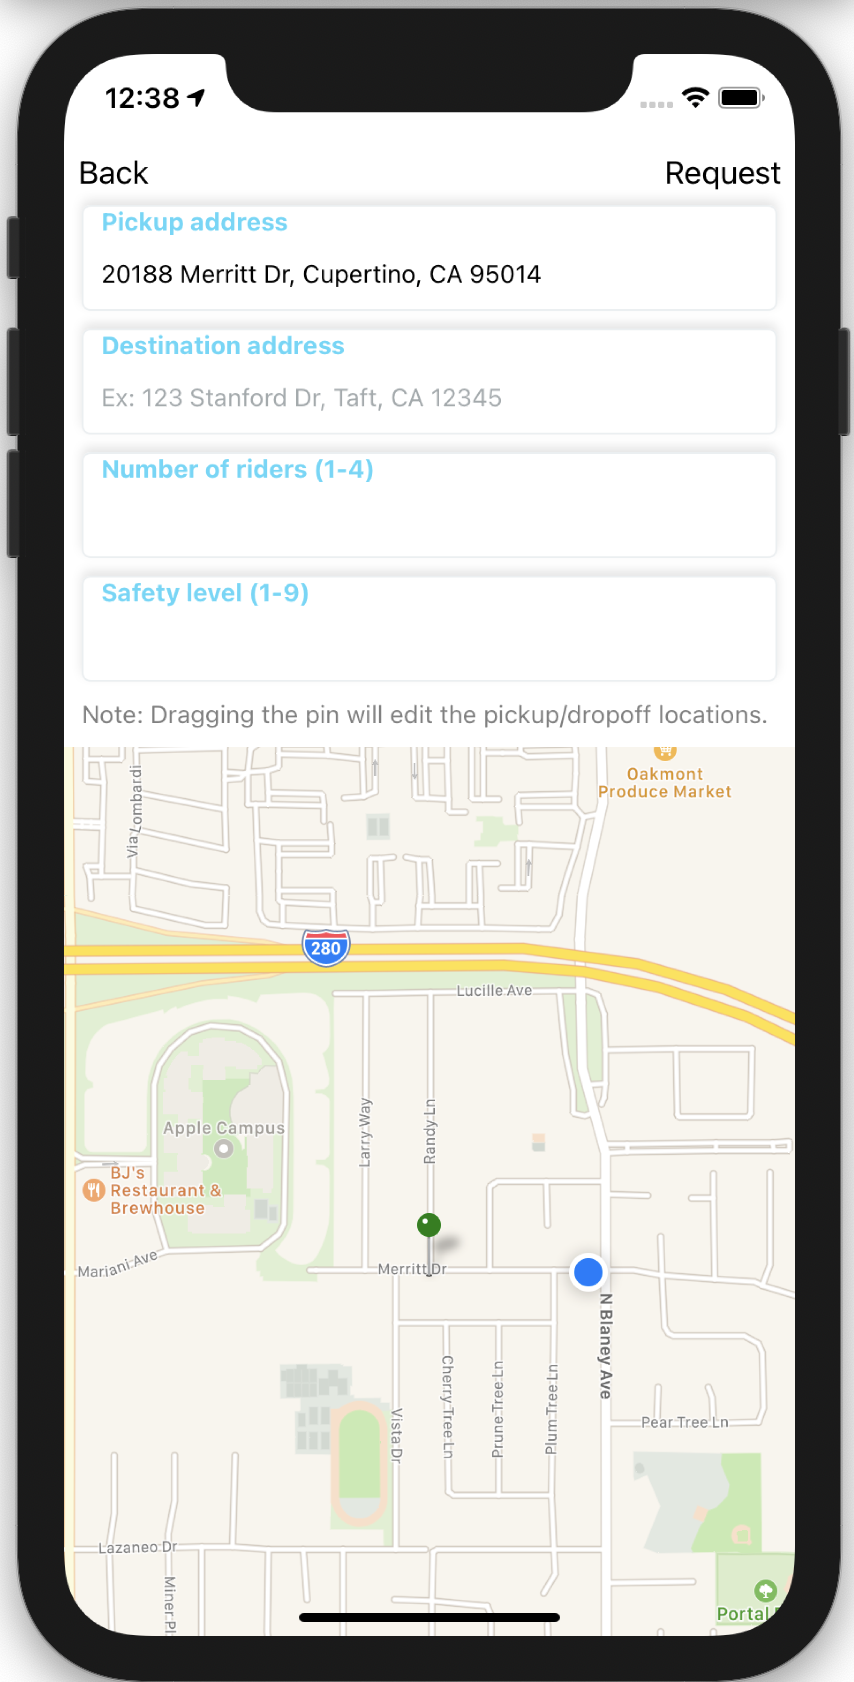 12:38
Back
Request
Pickup address
20188 Merritt Dr, Cupertino, CA 95014
Destination address
Ex: 123 Stanford Dr, Taft, CA 12345
Number of riders (1-4)
Safety level (1-9)
Note: Dragging the pin will edit the pickup/dropoff locations.
Via Lombardi
Oakmont
Produce Market
280
Lucille Ave
Apple Campus
Larry Way
Randy Ln
BJ's
Restaurant &
Brewhouse
Mariani Ave
Merritt Dr
N Blaney Ave
Cherry Tree Ln
Prune Tree Ln
Plum Tree Ln
Vista Dr
Pear Tree Ln
Lazaneo Dr
Miner Pl
Portal